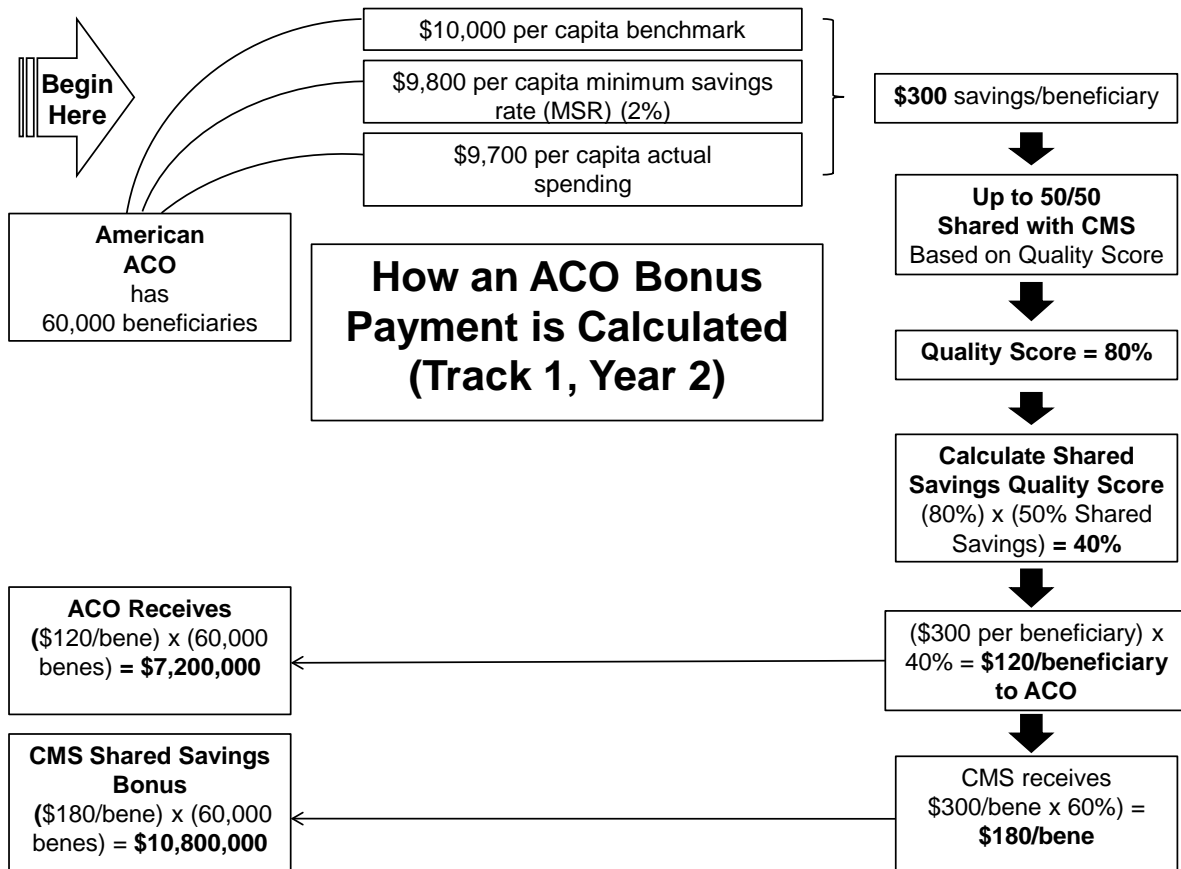 Begin
Here
$10,000 per capita benchmark
$9,800 per capita minimum savings
rate (MSR) (2%)
$9,700 per capita actual
spending
American
ACO
has
60,000 beneficiaries
How an ACO Bonus
Payment is Calculated
(Track 1, Year 2)
$300 savings/beneficiary
Up to 50/50
Shared with CMS
Based on Quality Score
Quality Score = 80%
Calculate Shared
Savings Quality Score
(80%) x (50% Shared
Savings) = 40%
($300 per beneficiary) x
40% = $120/beneficiary
to ACO
ACO Receives
($120/bene) x (60,000
benes) = $7,200,000
CMS receives
$300/bene x 60%) =
$180/bene
CMS Shared Savings
Bonus
($180/bene) x (60,000
benes) = $10,800,000